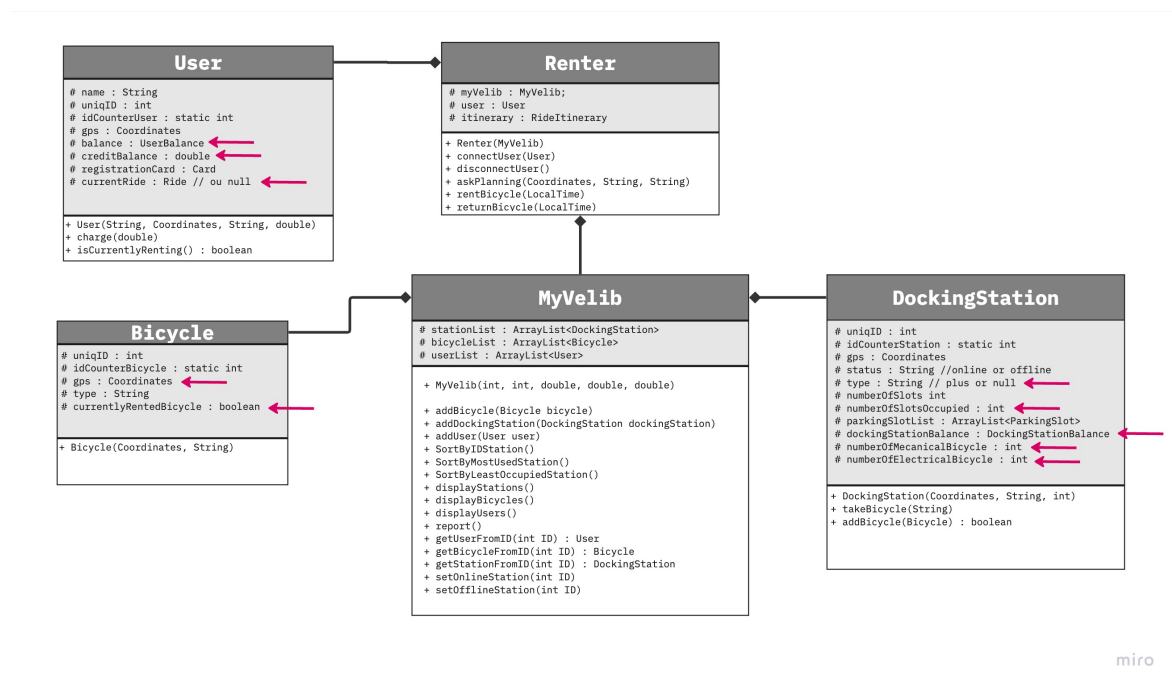 User
# name : String
# uniqID : int
# idCounterUser : static int
# gps : Coordinates
# balance : UserBalance
# creditBalance : double
# registrationCard : Card
# currentRide : Ride // ou null
+ User(String, Coordinates, String, double)
+ charge(double)
+ isCurrentlyRenting() : boolean
Renter
# myVelib : MyVelib;
# user : User
# itinerary : RideItinerary
+ Renter(MyVelib)
+ connectUser(User)
+ disconnectUser()
+ askPlanning(Coordinates, String, String)
+ rentBicycle(LocalTime)
+ returnBicycle(LocalTime)
Bicycle
# uniqID : int
# idCounterBicycle : static int
# gps : Coordinates
# type : String
# currentlyRentedBicycle : boolean
+ Bicycle(Coordinates, String)
MyVelib
# stationList : ArrayList<DockingStation>
# bicycleList : ArrayList<Bicycle>
# userList : ArrayList<User>
+ MyVelib(int, int, double, double, double)
+ addBicycle(Bicycle bicycle)
+ addDockingStation(DockingStation dockingStation)
+ addUser(User user)
+ SortByIDStation()
+ SortByMostUsedStation()
+ SortByLeastOccupiedStation()
+ displayStations()
+ displayBicycles()
+ displayUsers()
+ report()
+ getUserFromID(int ID) : User
+ getBicycleFromID(int ID) : Bicycle
+ getStationFromID(int ID) : DockingStation
+ setOnlineStation(int ID)
+ setOfflineStation(int ID)
DockingStation
# uniqID : int
# idCounterStation : static int
# gps : Coordinates
# status : String //online or offline
# type : String // plus or null
# numberOfSlots int
# numberOfSlotsOccupied : int
# parkingSlotList : ArrayList<ParkingSlot>
# dockingStationBalance : DockingStationBalance
# numberOfMecanicalBicycle : int
# numberOfElectricalBicycle : int
+ DockingStation(Coordinates, String, int)
+ takeBicycle(String)
+ addBicycle(Bicycle) : boolean
miro